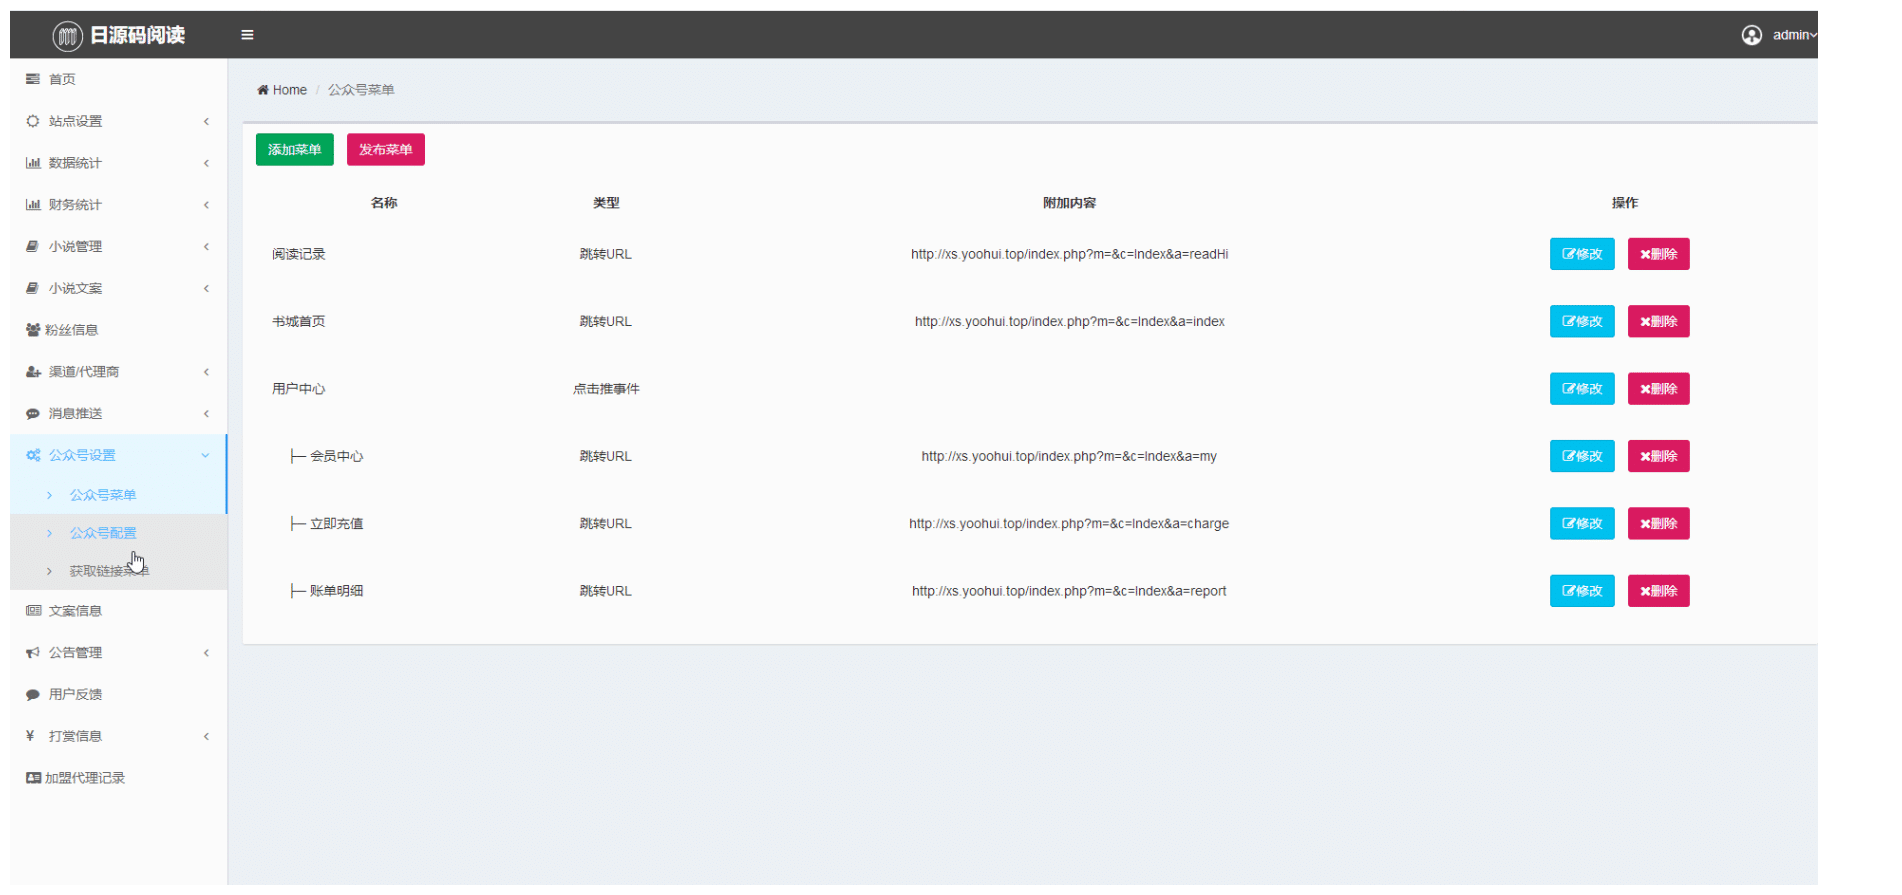 日源码阅读
admin
首页
站点设置
数据统计
财务统计
小说管理
小说文案
粉丝信息
渠道/代理商
消息推送
公众号设置
公众号菜单
公众号配置
获取链接菜单
文案信息
公告管理
用户反馈
¥ 打赏信息
加盟代理记录
Home / 公众号菜单
添加菜单 发布菜单
名称 类型 附加内容 操作
阅读记录 跳转URL http://xs.yoohui.top/index.php?m=&c=Index&a=readHi 修改 删除
书城首页 跳转URL http://xs.yoohui.top/index.php?m=&c=Index&a=index 修改 删除
用户中心 点击推事件 修改 删除
├─ 会员中心 跳转URL http://xs.yoohui.top/index.php?m=&c=Index&a=my 修改 删除
├─ 立即充值 跳转URL http://xs.yoohui.top/index.php?m=&c=Index&a=charge 修改 删除
├─ 账单明细 跳转URL http://xs.yoohui.top/index.php?m=&c=Index&a=report 修改 删除